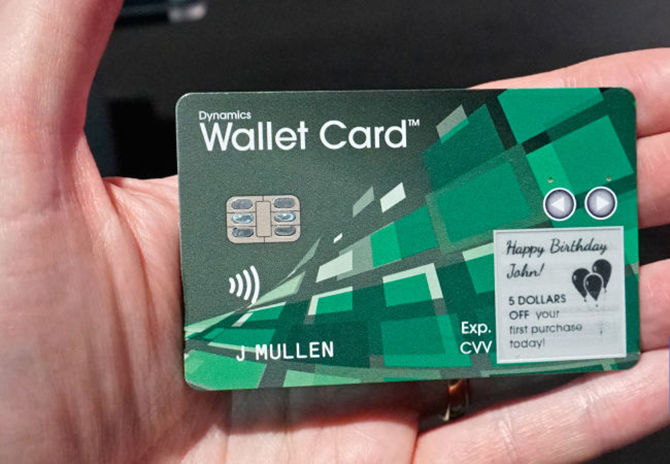 Dynamics
Wallet Card™
Happy Birthday
John!
5 DOLLARS
OFF your
first purchase
today!
Exp.
CVV
J MULLEN